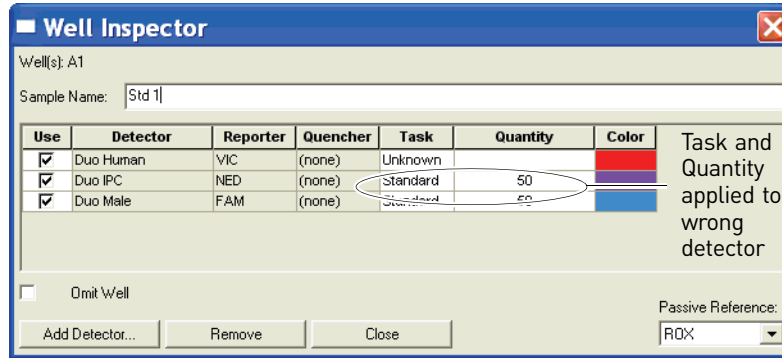 Well Inspector
Well(s): A1
Sample Name: Std 1
Use Detector Reporter Quencher Task Quantity Color
Duo Human VIC (none) Unknown
Duo IPC NED (none) Standard 50
Duo Male FAM (none) Standard 50
Task and
Quantity
applied to
wrong
detector
Omit Well
Passive Reference:
Add Detector... Remove Close ROX